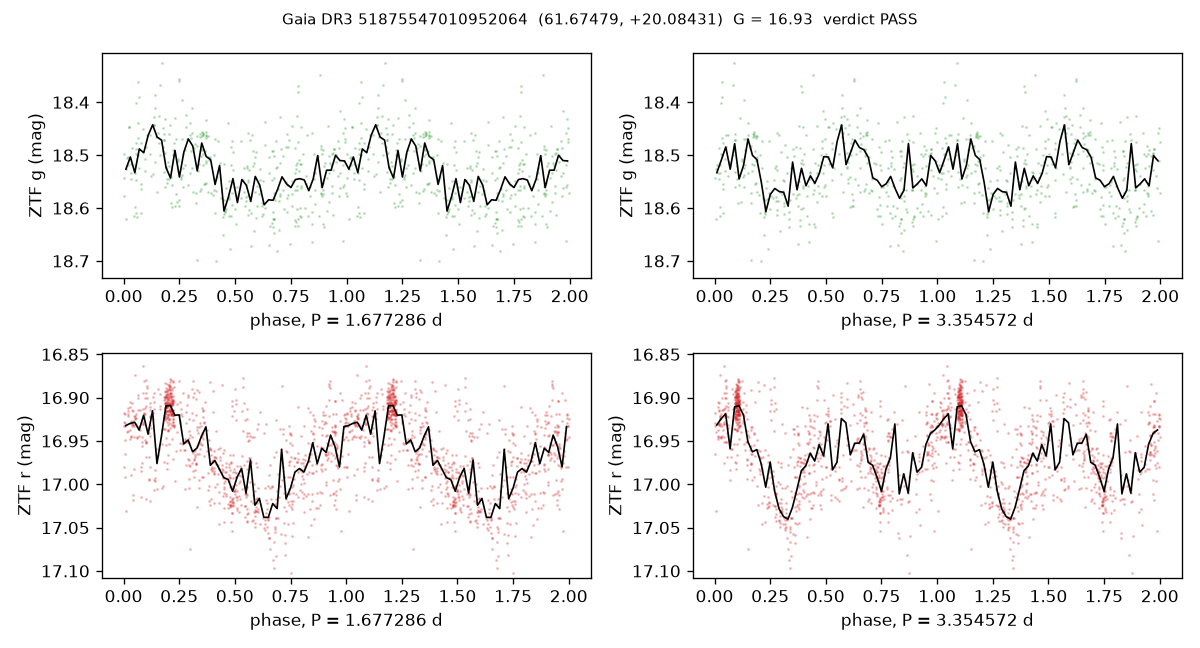 Gaia DR3 51875547010952064 (61.67479, +20.08431) G = 16.93 verdict PASS
ZTF g (mag)
18.4
18.5
18.6
18.7
0.00 0.25 0.50 0.75 1.00 1.25 1.50 1.75 2.00
phase, P = 1.677286 d
ZTF g (mag)
18.4
18.5
18.6
18.7
0.00 0.25 0.50 0.75 1.00 1.25 1.50 1.75 2.00
phase, P = 3.354572 d
ZTF r (mag)
16.85
16.90
16.95
17.00
17.05
17.10
0.00 0.25 0.50 0.75 1.00 1.25 1.50 1.75 2.00
phase, P = 1.677286 d
ZTF r (mag)
16.85
16.90
16.95
17.00
17.05
17.10
0.00 0.25 0.50 0.75 1.00 1.25 1.50 1.75 2.00
phase, P = 3.354572 d